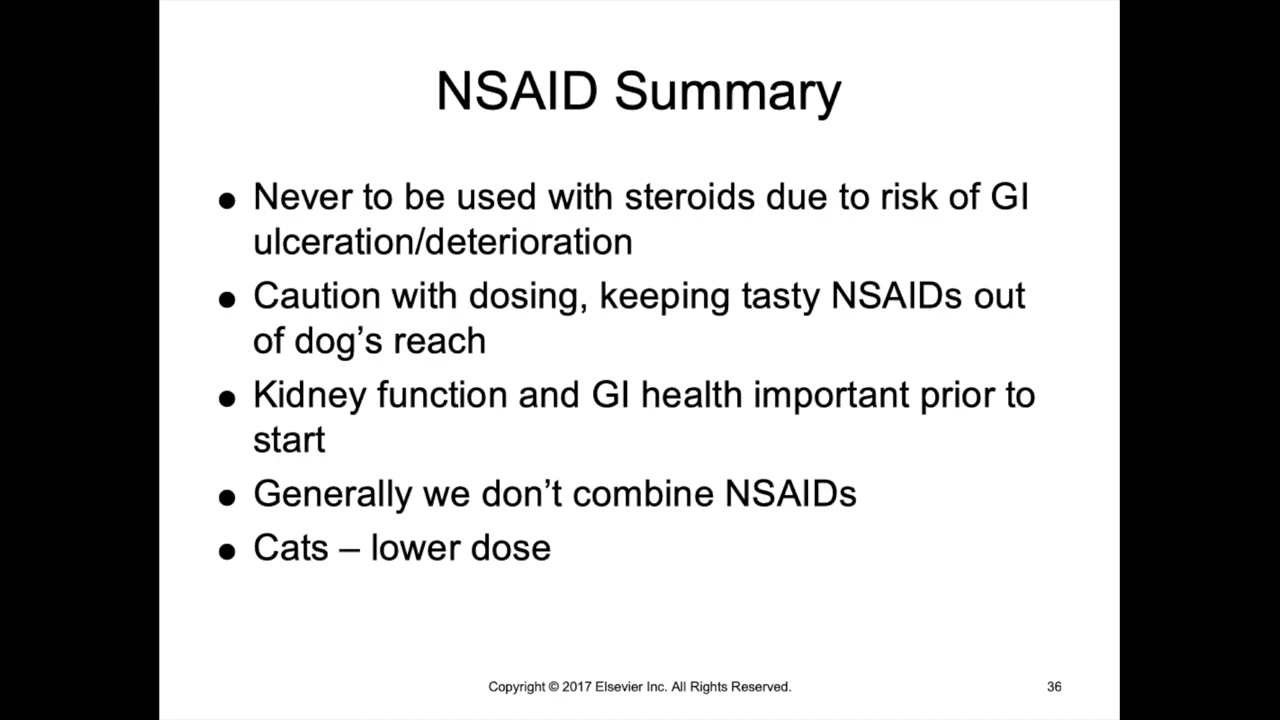 NSAID Summary
● Never to be used with steroids due to risk of GI
ulceration/deterioration
● Caution with dosing, keeping tasty NSAIDs out
of dog’s reach
● Kidney function and GI health important prior to
start
● Generally we don’t combine NSAIDs
● Cats – lower dose
Copyright © 2017 Elsevier Inc. All Rights Reserved.
36